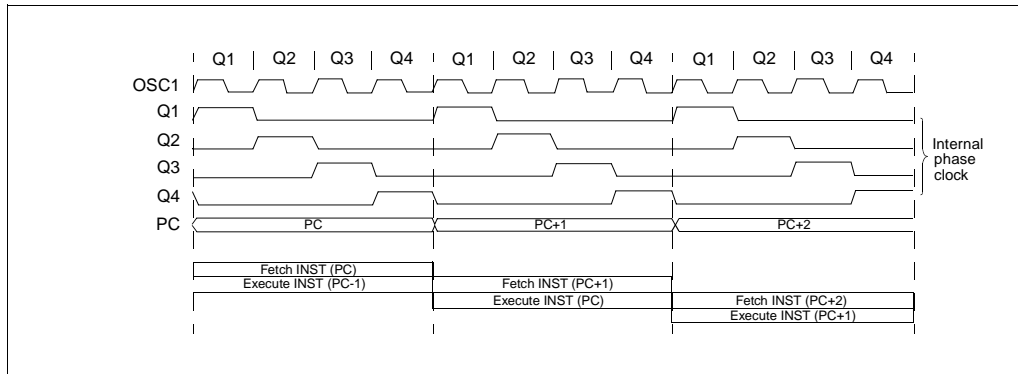 Q1 Q2 Q3 Q4 Q1 Q2 Q3 Q4 Q1 Q2 Q3 Q4
OSC1
Q1
Q2
Q3
Q4
PC
Internal
phase
clock
PC PC+1 PC+2
Fetch INST (PC)
Execute INST (PC-1) Fetch INST (PC+1)
Execute INST (PC) Fetch INST (PC+2)
Execute INST (PC+1)